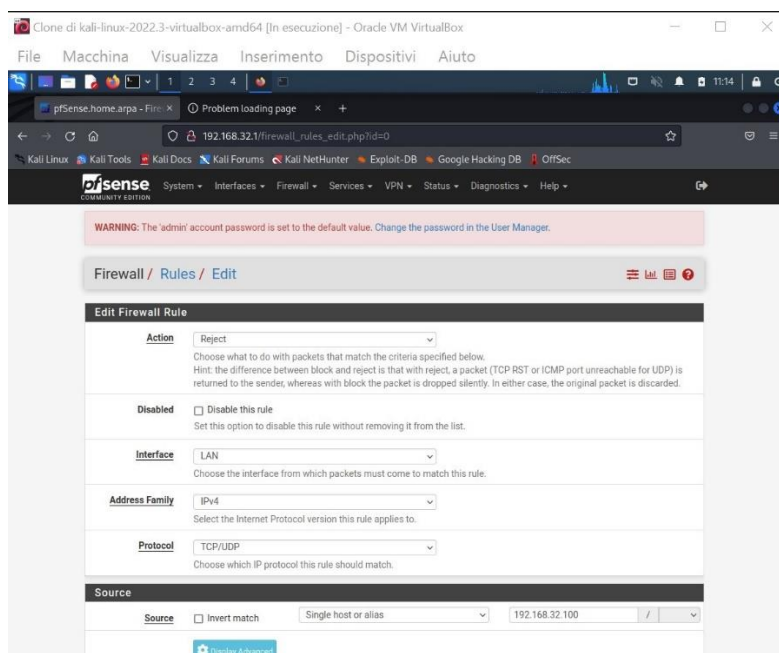 Clone di kali-linux-2022.3-virtualbox-amd64 [In esecuzione] - Oracle VM VirtualBox
File Macchina Visualizza Inserimento Dispositivi Aiuto
1 2 3 4 11:14
pfSense.home.arpa - Fire Problem loading page
192.168.32.1/firewall_rules_edit.php?id=0
Kali Linux Kali Tools Kali Docs Kali Forums Kali NetHunter Exploit-DB Google Hacking DB OffSec
pfsense System Interfaces Firewall Services VPN Status Diagnostics Help
COMMUNITY EDITION
WARNING: The 'admin' account password is set to the default value. Change the password in the User Manager.
Firewall / Rules / Edit
Edit Firewall Rule
Action Reject
Choose what to do with packets that match the criteria specified below.
Hint: the difference between block and reject is that with reject, a packet (TCP RST or ICMP port unreachable for UDP) is
returned to the sender, whereas with block the packet is dropped silently. In either case, the original packet is discarded.
Disabled Disable this rule
Set this option to disable this rule without removing it from the list.
Interface LAN
Choose the interface from which packets must come to match this rule.
Address Family IPv4
Select the Internet Protocol version this rule applies to.
Protocol TCP/UDP
Choose which IP protocol this rule should match.
Source
Source Invert match Single host or alias 192.168.32.100 /
Display Advanced